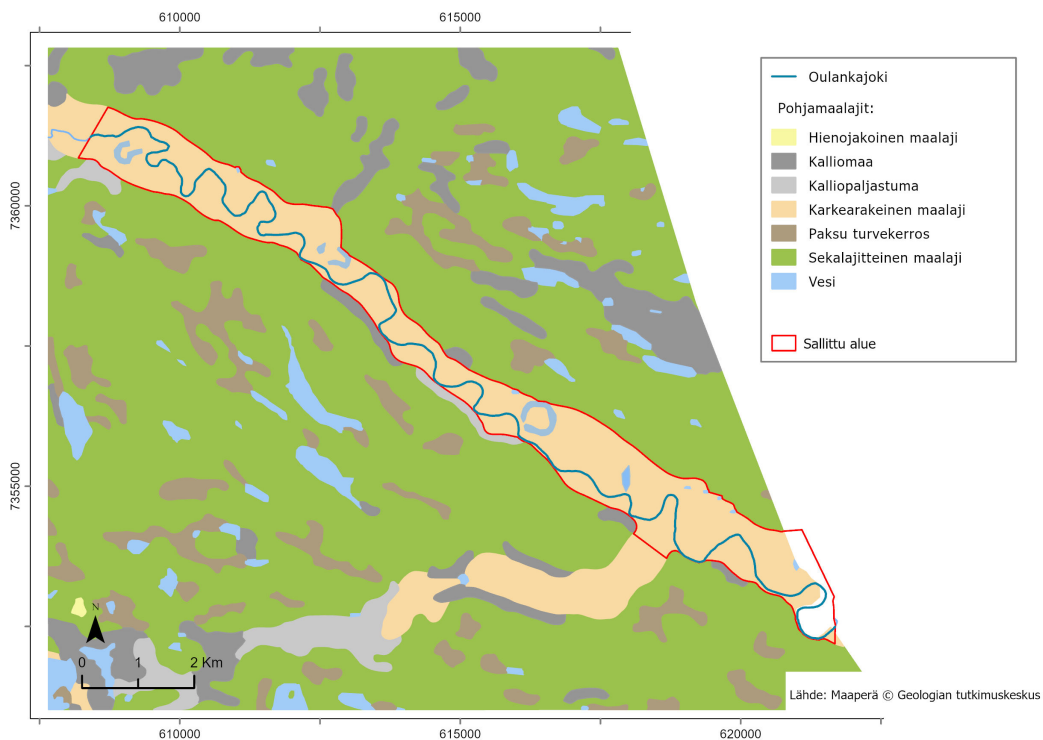 610000
615000
7360000
7355000
Oulankajoki
Pohjamaalajit:
Hienojakoinen maalaji
Kalliomaa
Kalliopaljastuma
Karkearakeinen maalaji
Paksu turvekerros
Sekalajitteinen maalaji
Vesi
Sallittu alue
N
0 1 2 Km
Lähde: Maaperä © Geologian tutkimuskeskus
610000
615000
620000